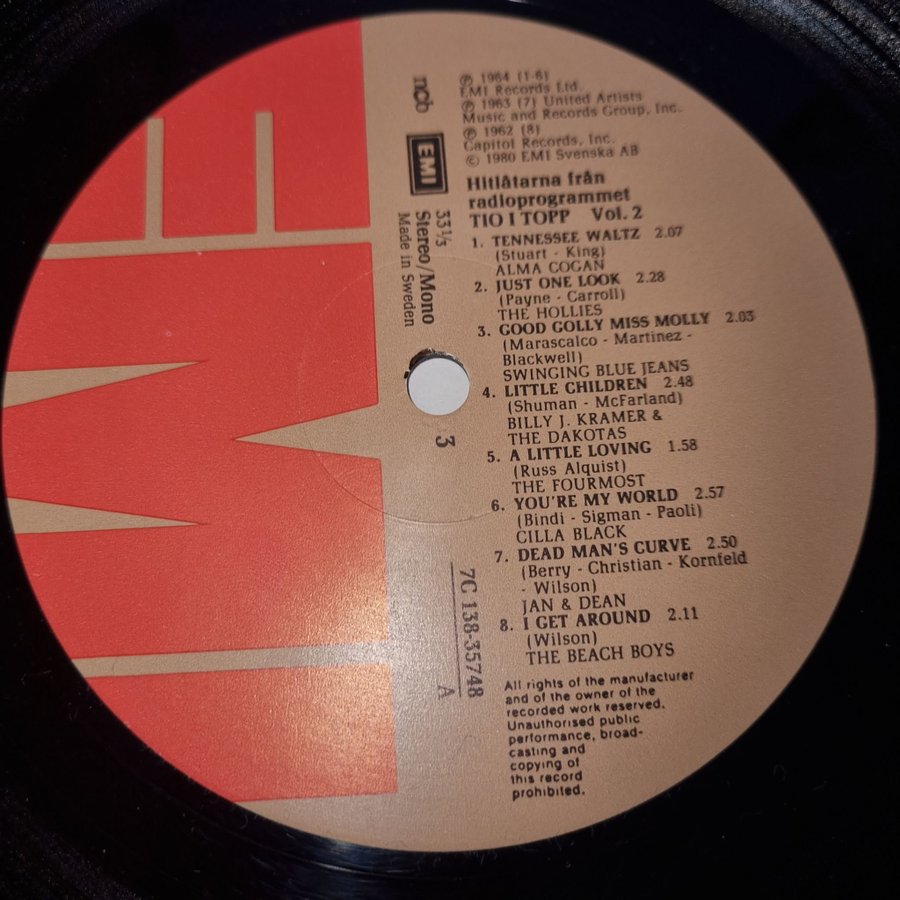 ℗ 1964 (1-6)
EMI Records Ltd.
℗ 1963 (7) United Artists
Music and Records Group, Inc.
℗ 1962 (8)
Capitol Records, Inc.
© 1980 EMI Svenska AB
Hitlåtarna från
radioprogrammet
TIO I TOPP Vol. 2
1. TENNESSEE WALTZ 2.07
(Stuart - King)
ALMA COGAN
2. JUST ONE LOOK 2.28
(Payne - Carroll)
THE HOLLIES
3. GOOD GOLLY MISS MOLLY 2.03
(Marascalco - Martinez -
Blackwell)
SWINGING BLUE JEANS
4. LITTLE CHILDREN 2.48
(Shuman - McFarland)
BILLY J. KRAMER &
THE DAKOTAS
5. A LITTLE LOVING 1.58
(Russ Alquist)
THE FOURMOST
6. YOU'RE MY WORLD 2.57
(Bindi - Sigman - Paoli)
CILLA BLACK
7. DEAD MAN'S CURVE 2.50
(Berry - Christian - Kornfeld
- Wilson)
JAN & DEAN
8. I GET AROUND 2.11
(Wilson)
THE BEACH BOYS
All rights of the manufacturer
and of the owner of the
recorded work reserved.
Unauthorised public
performance, broad-
casting and
copying of
this record
prohibited.
ncb
EMI
33⅓
Stereo/Mono
Made in Sweden
3
7C 138-35748
A
EMI